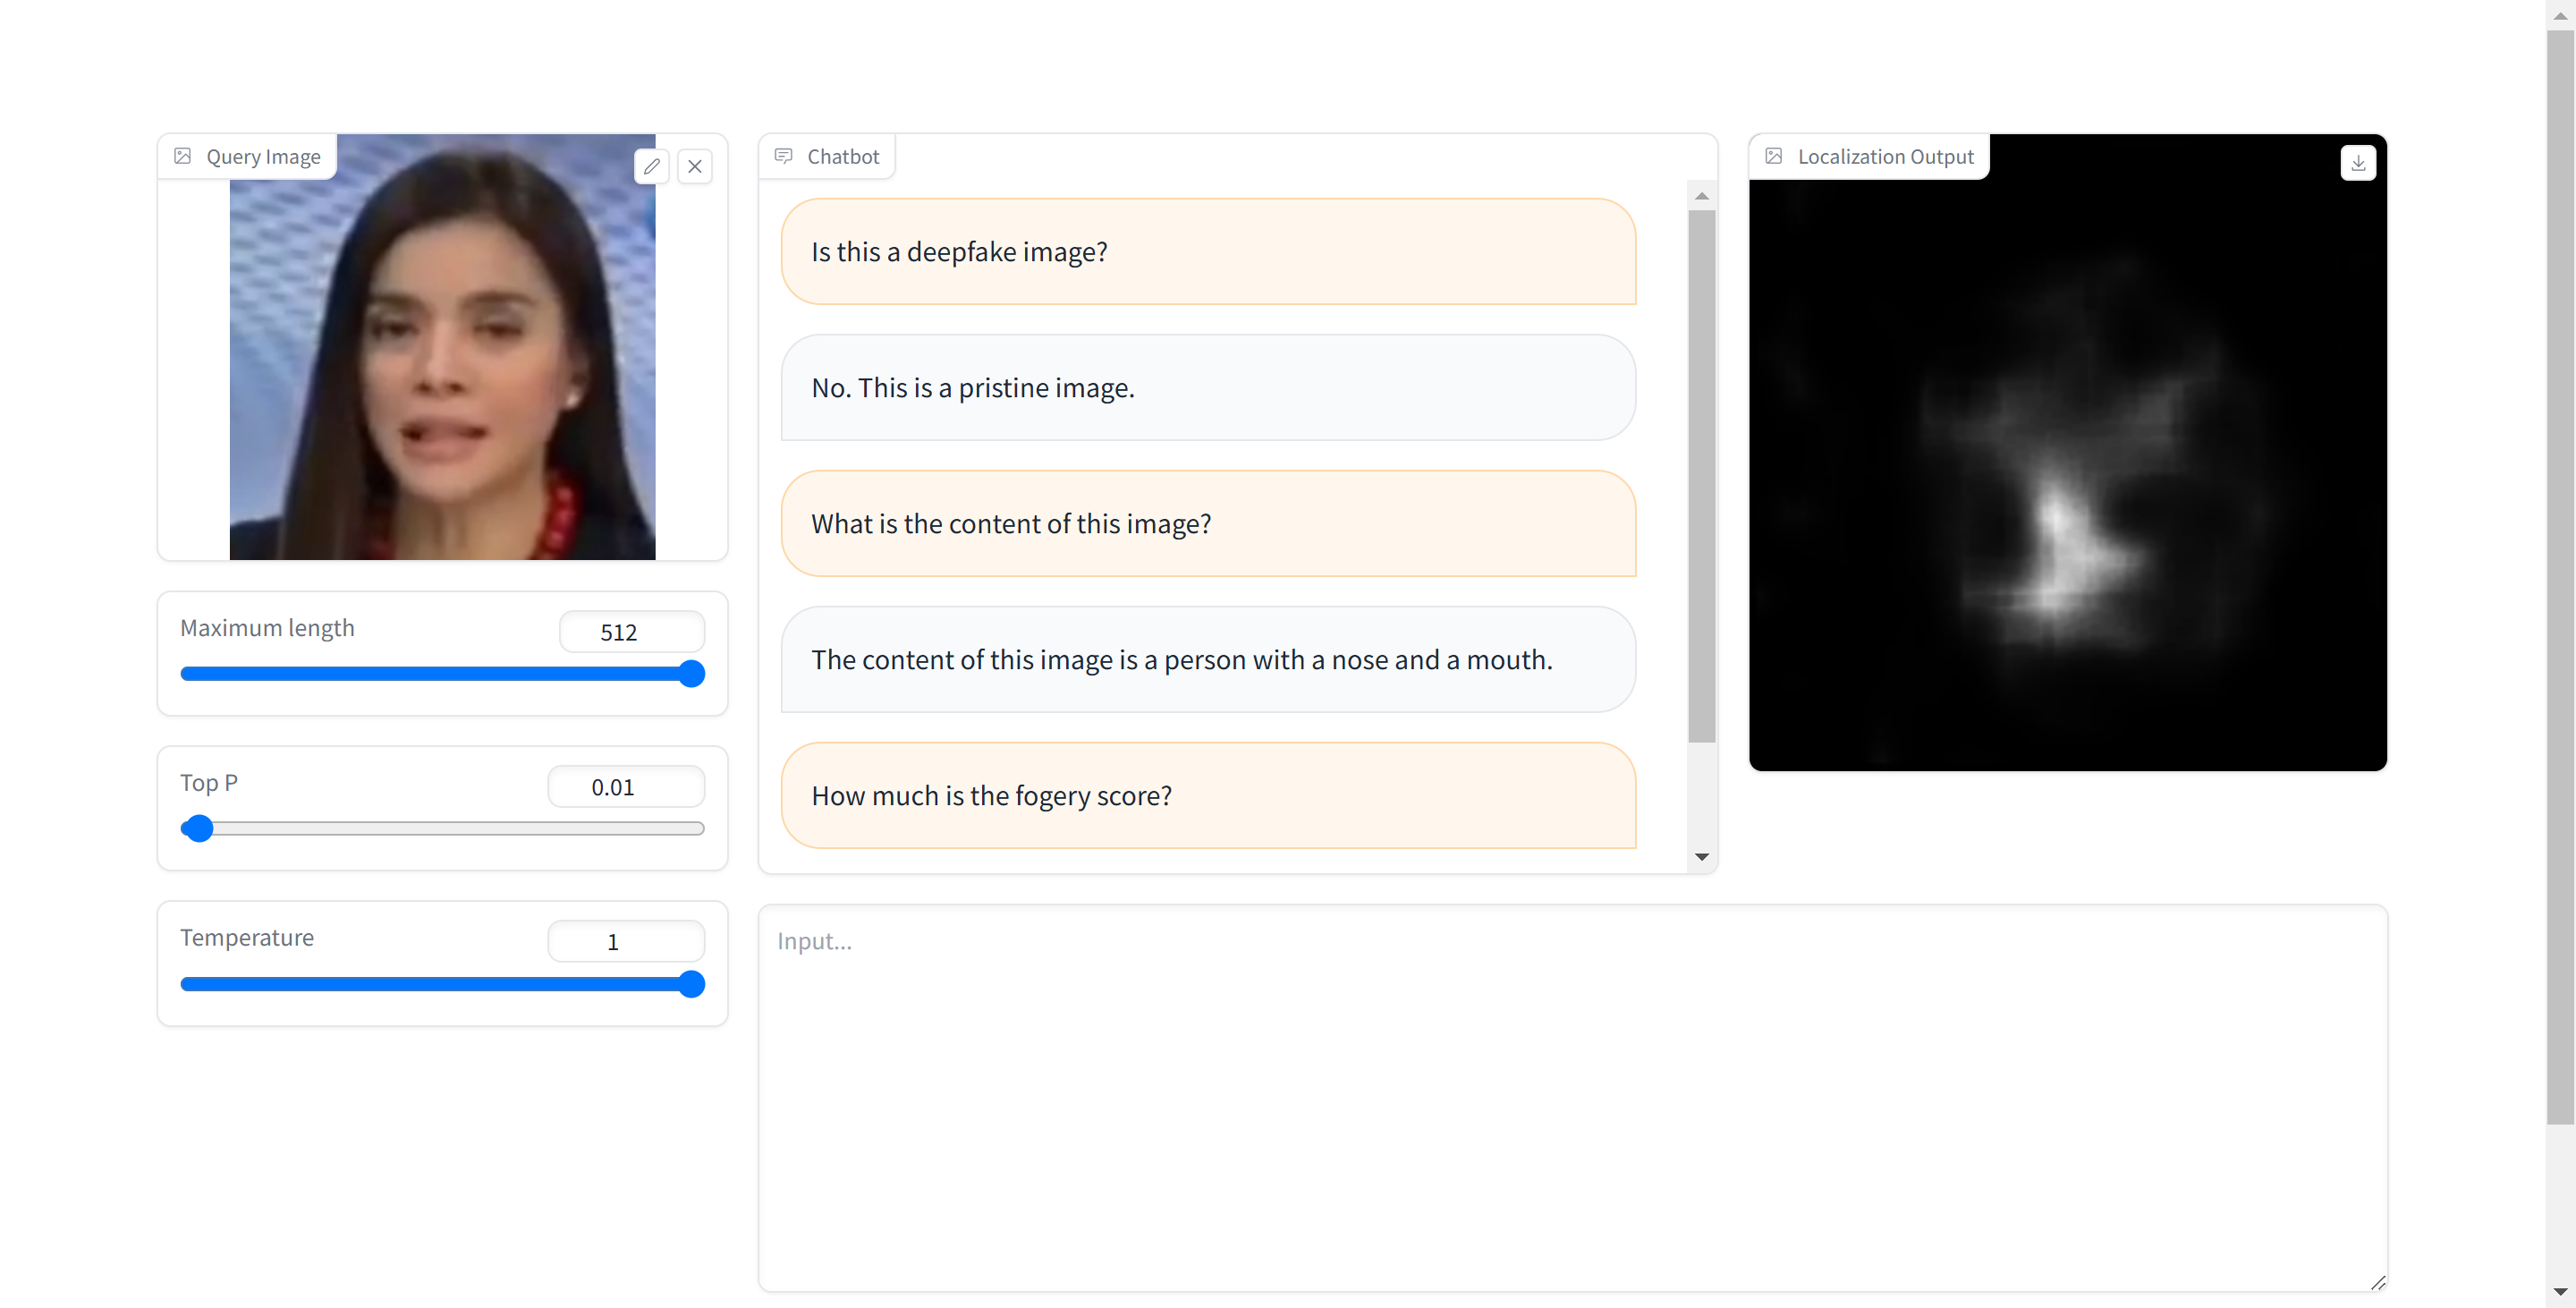 Query Image
Maximum length
512
Top P
0.01
Temperature
1
Chatbot
Is this a deepfake image?
No. This is a pristine image.
What is the content of this image?
The content of this image is a person with a nose and a mouth.
How much is the fogery score?
Input...
Localization Output